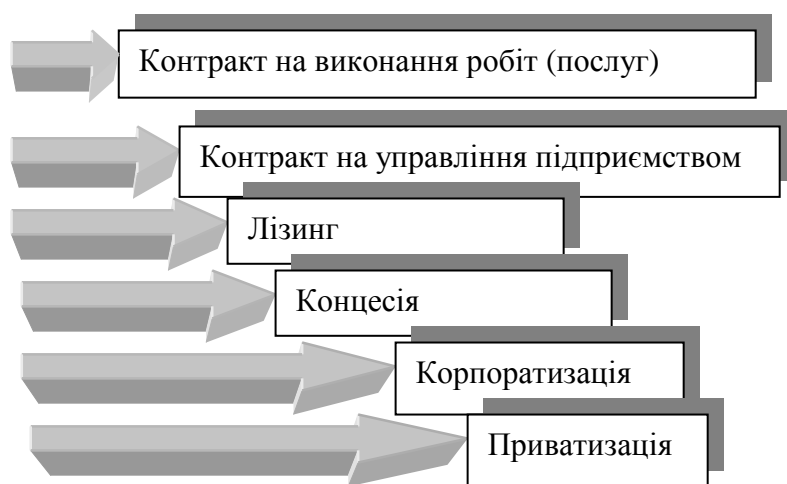 Контракт на виконання робіт (послуг)
Контракт на управління підприємством
Лізинг
Концесія
Корпоратизація
Приватизація